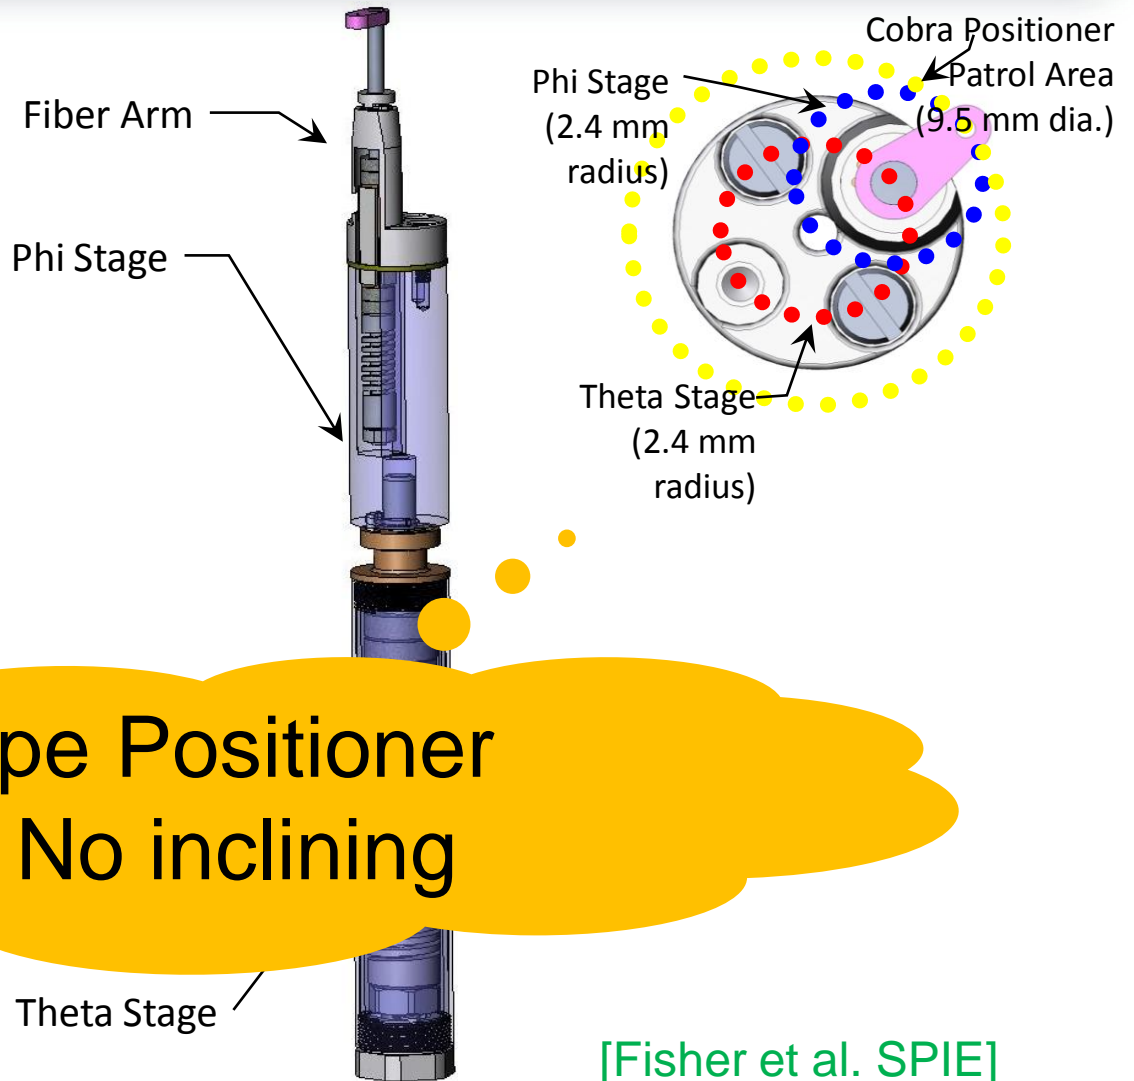 Cobra Positioner
Patrol Area
(9.5 mm dia.)
Phi Stage
(2.4 mm
radius)
Fiber Arm
Phi Stage
Theta Stage
(2.4 mm
radius)
pe Positioner
No inclining
Theta Stage
[Fisher et al. SPIE]